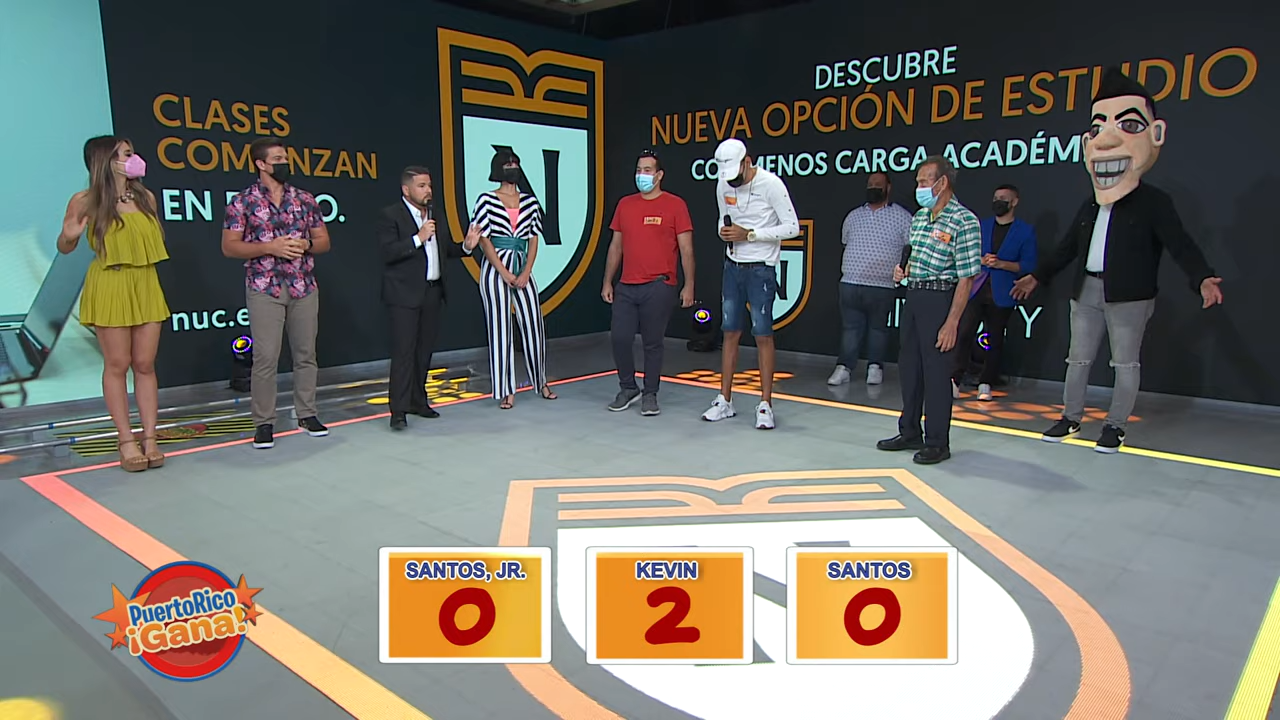 CLASES
COMIENZAN
EN
nuc.e
N
DESCUBRE
NUEVA OPCIÓN DE ESTUDIO
MENOS CARGA ACADÉM
N
SANTOS, JR.
0
KEVIN
2
SANTOS
0
PuertoRico
¡Gana!